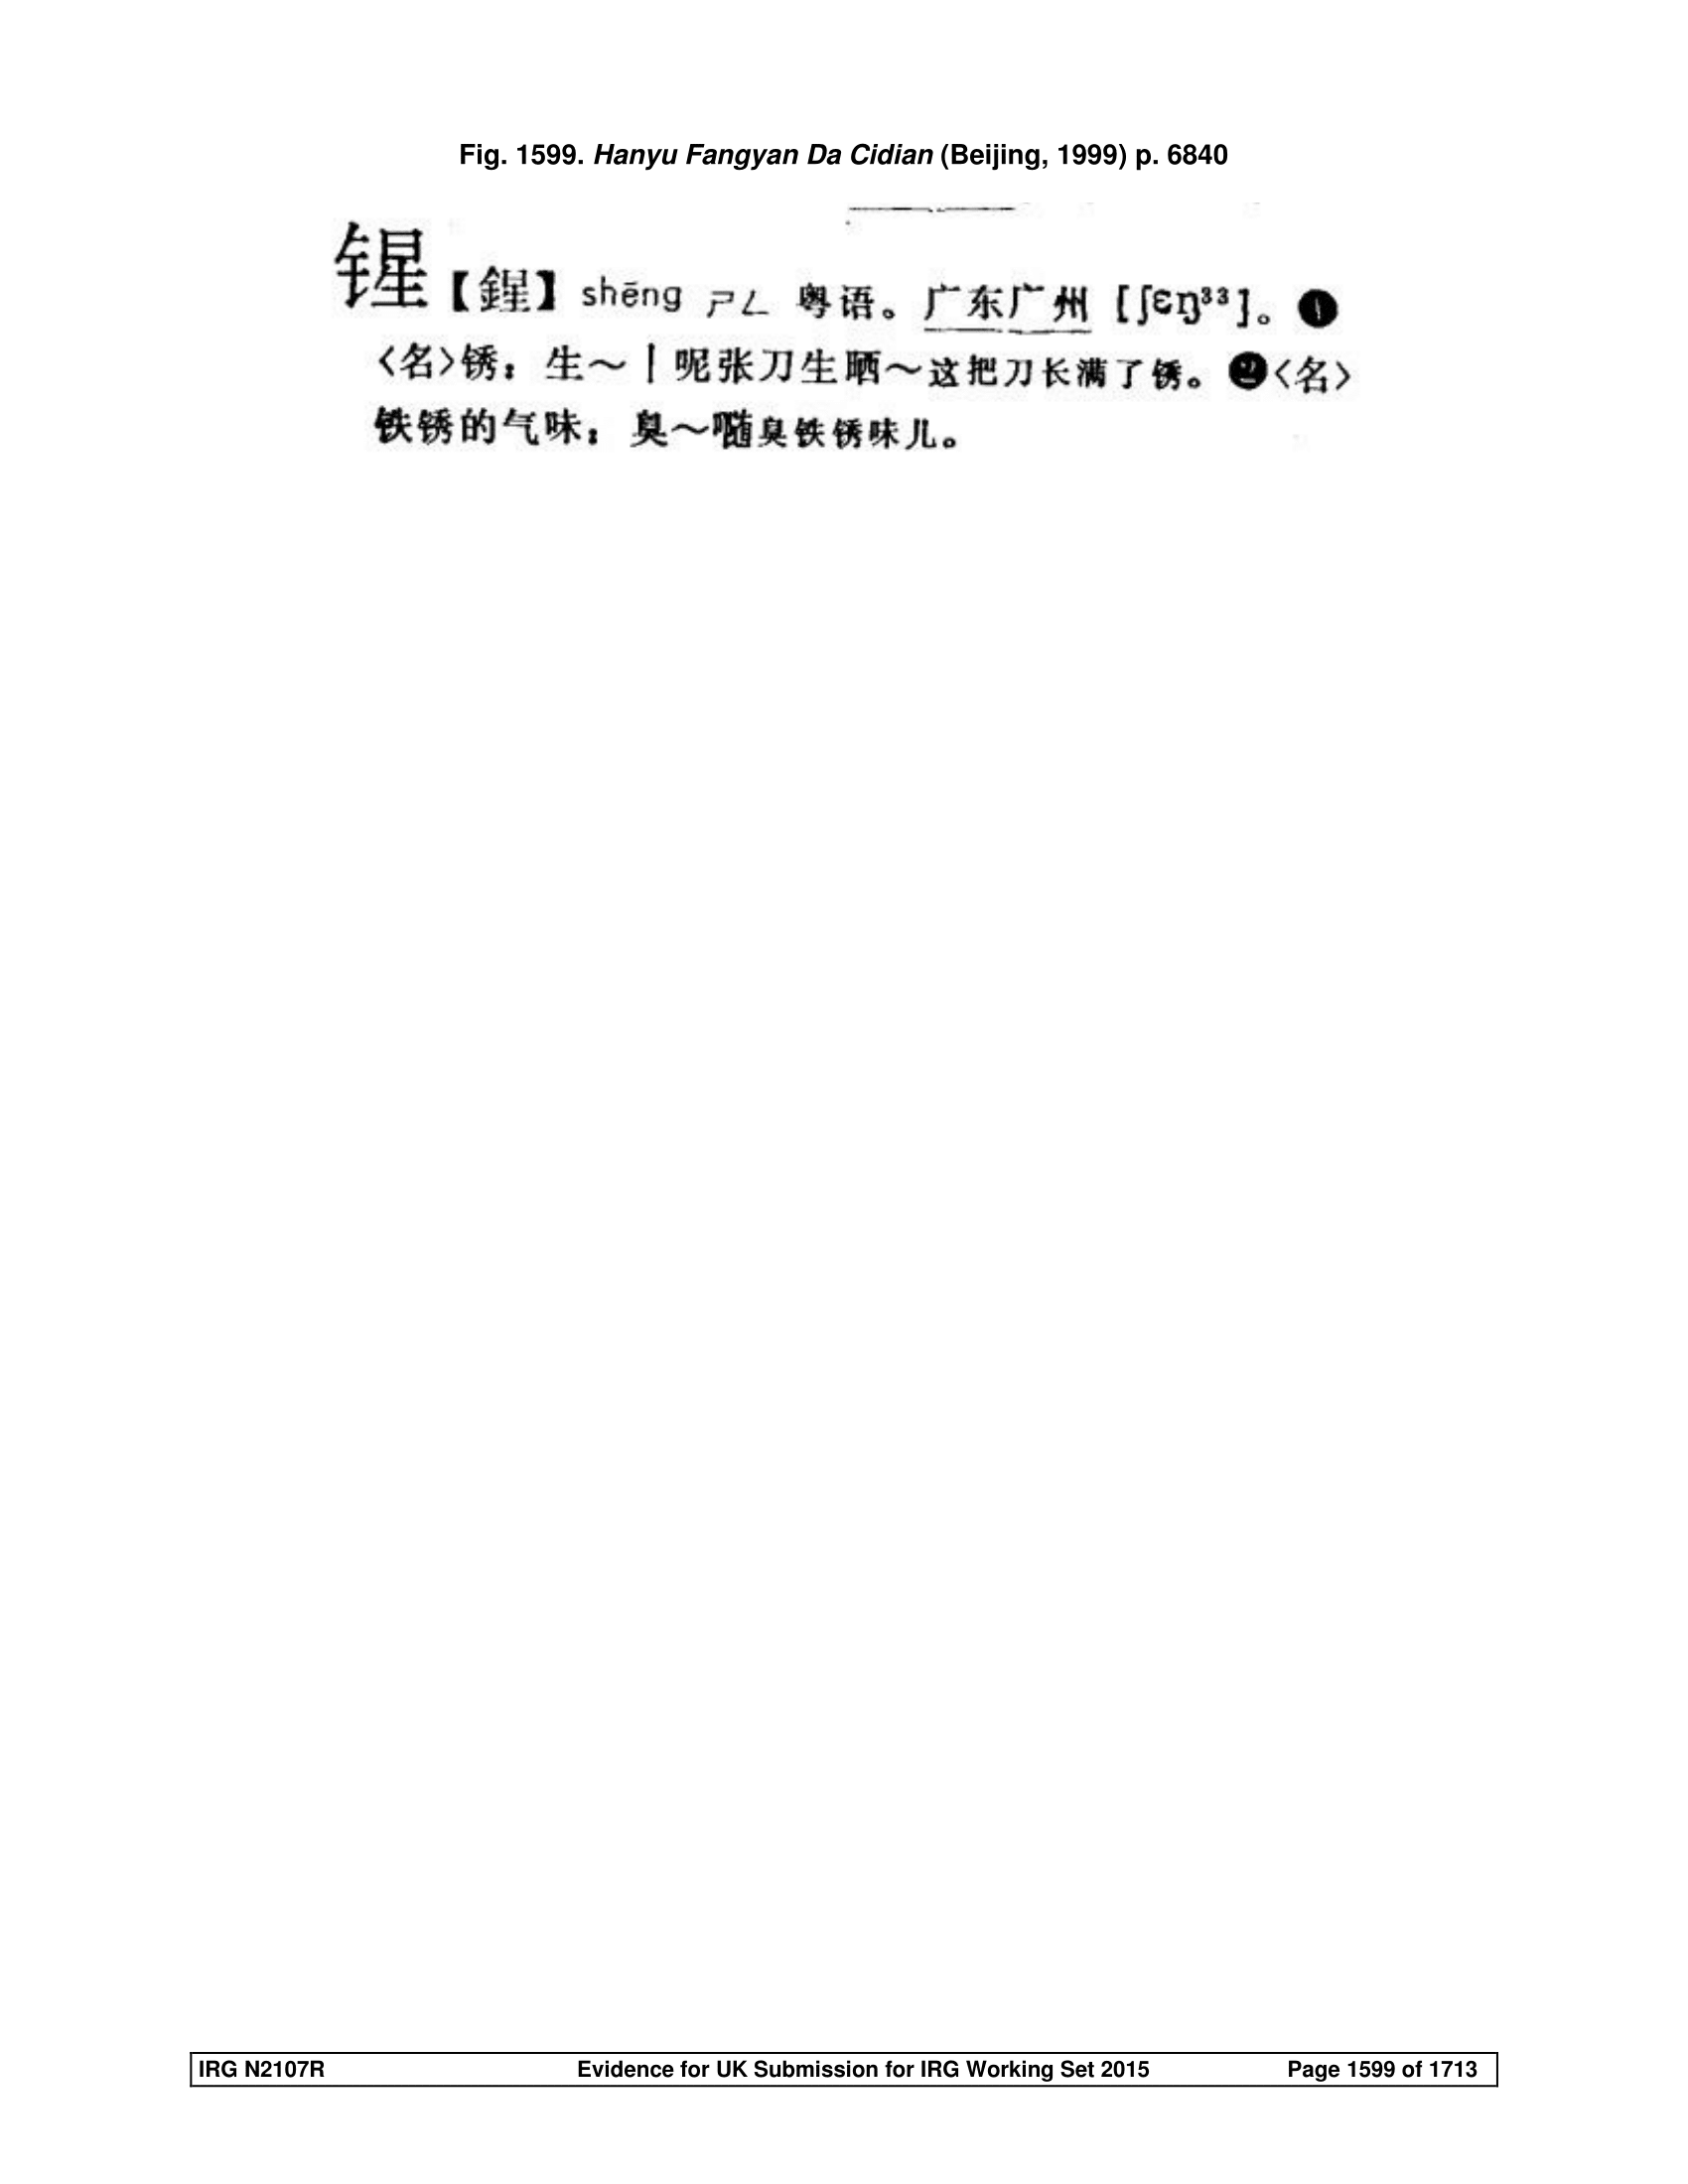 Fig. 1599. Hanyu Fangyan Da Cidian (Beijing, 1999) p. 6840
𨱏【鍟】shēng ㄕㄥ 粤语。广东广州 [ʃɛŋ³³]。❶
〈名〉锈：生～｜呢张刀生嗮～这把刀长满了锈。❷〈名〉
铁锈的气味：臭～臭铁锈味儿。
IRG N2107R Evidence for UK Submission for IRG Working Set 2015 Page 1599 of 1713